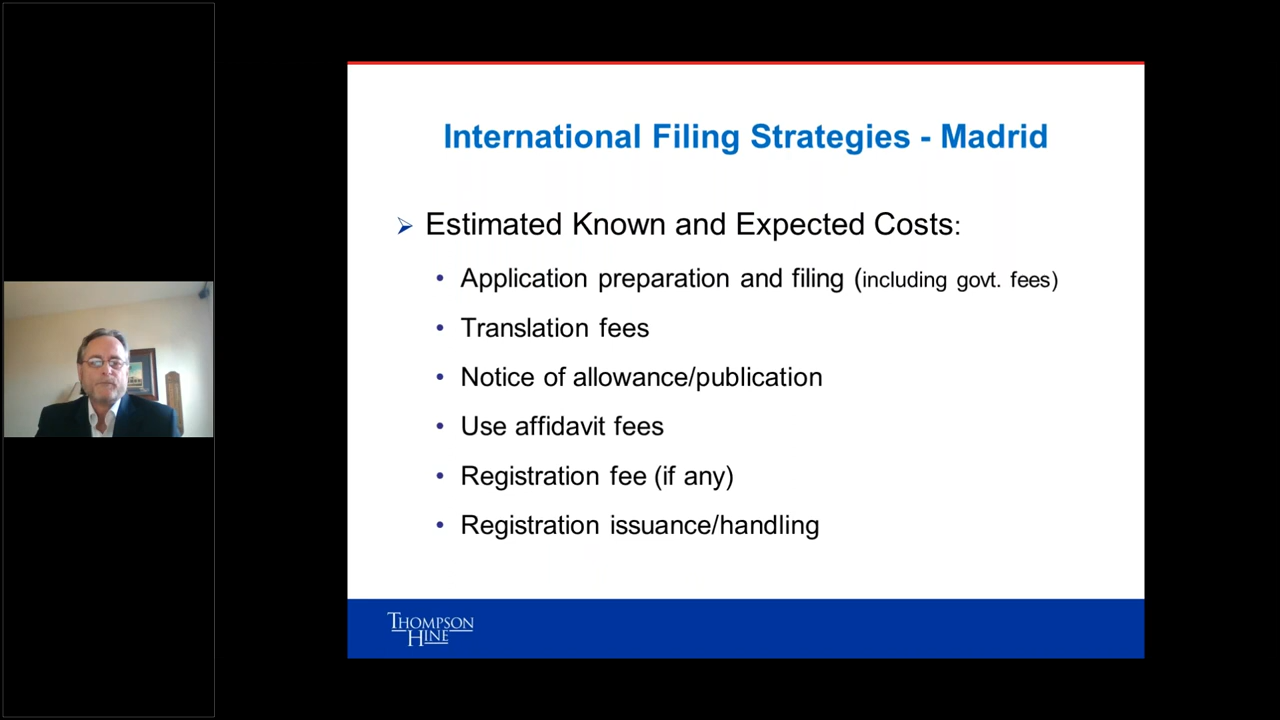 International Filing Strategies - Madrid
Estimated Known and Expected Costs:
Application preparation and filing (including govt. fees)
Translation fees
Notice of allowance/publication
Use affidavit fees
Registration fee (if any)
Registration issuance/handling
THOMPSON
HINE